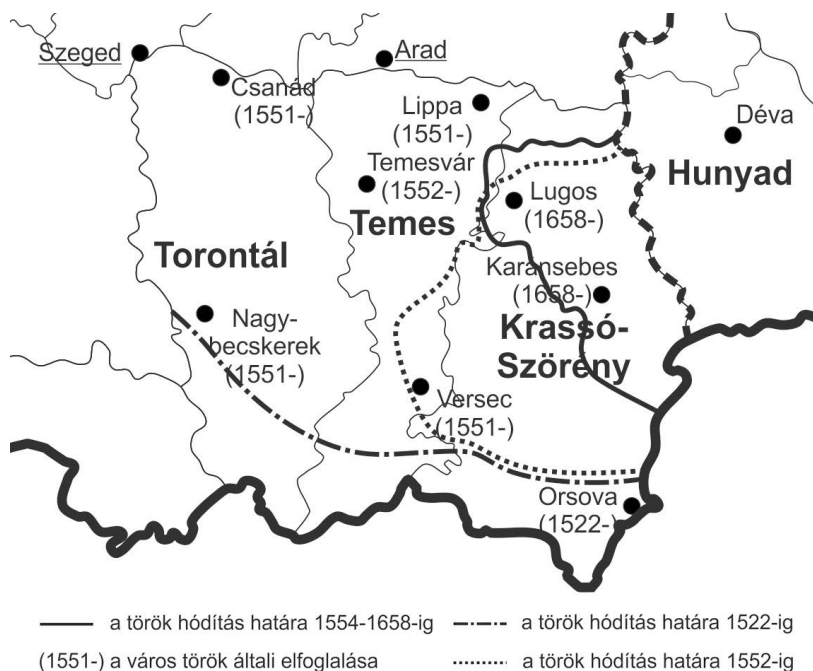 Szeged
Arad
Csanád
(1551-)
Lippa
(1551-)
Déva
Temesvár
(1552-)
Hunyad
Lugos
(1658-)
Temes
Torontál
Karánsebes
(1658-)
Nagy-
becskerek
(1551-)
Krassó-
Szörény
Versec
(1551-)
Orsova
(1522-)
a török hódítás határa 1554-1658-ig
a török hódítás határa 1522-ig
(1551-) a város török általi elfoglalása
a török hódítás határa 1552-ig